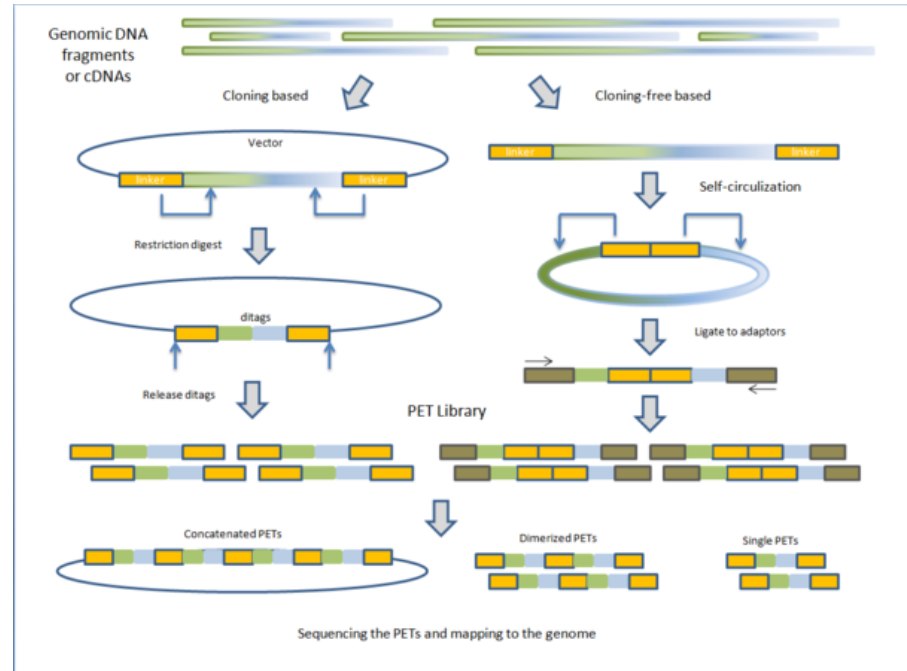 Genomic DNA
fragments
or cDNAs
Cloning based
Cloning-free based
Vector
linker
linker
linker
linker
Self-circulization
Restriction digest
ditags
Ligate to adaptors
Release ditags
PET Library
Concatenated PETs
Dimerized PETs
Single PETs
Sequencing the PETs and mapping to the genome